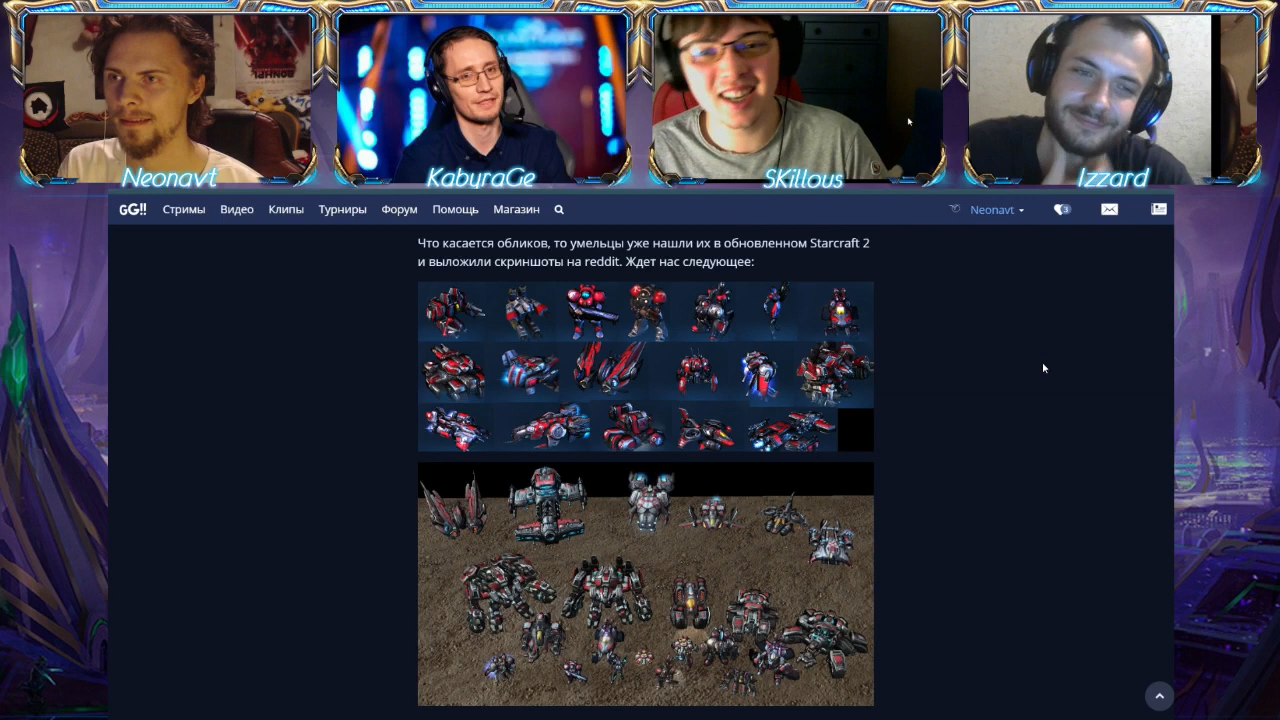 Neonavt
KabyraGe
SKillous
Izzard
GG!! Стримы Видео Клипы Турниры Форум Помощь Магазин Neonavt 3
Что касается обликов, то умельцы уже нашли их в обновленном Starcraft 2
и выложили скриншоты на reddit. Ждет нас следующее: